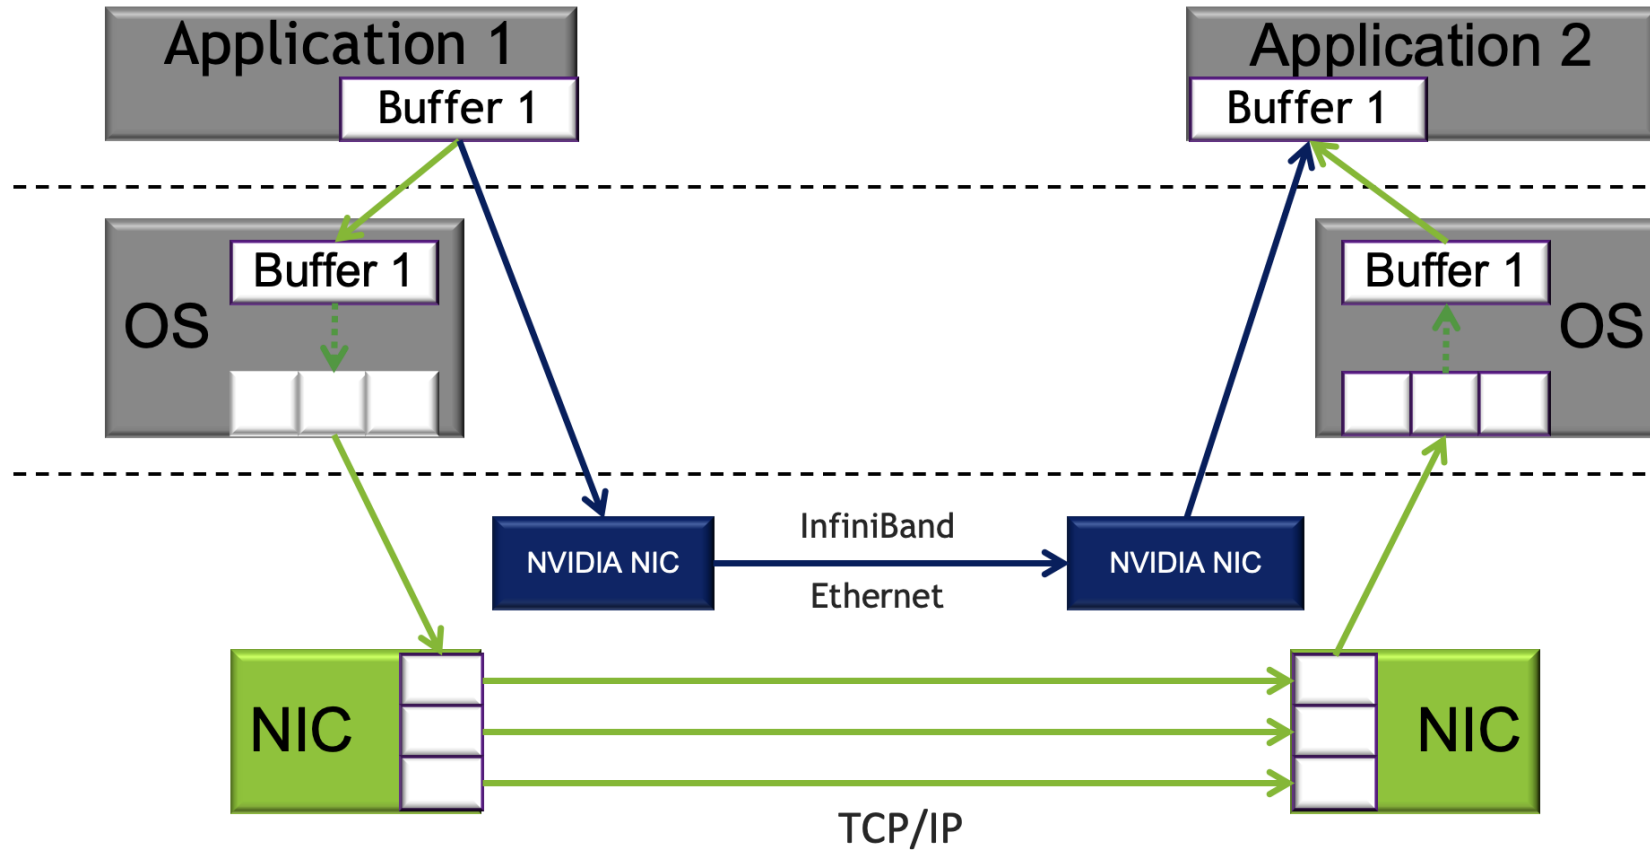 Application 1
Application 2
Buffer 1
Buffer 1
Buffer 1
Buffer 1
OS
OS
InfiniBand
NVIDIA NIC
NVIDIA NIC
Ethernet
NIC
NIC
TCP/IP